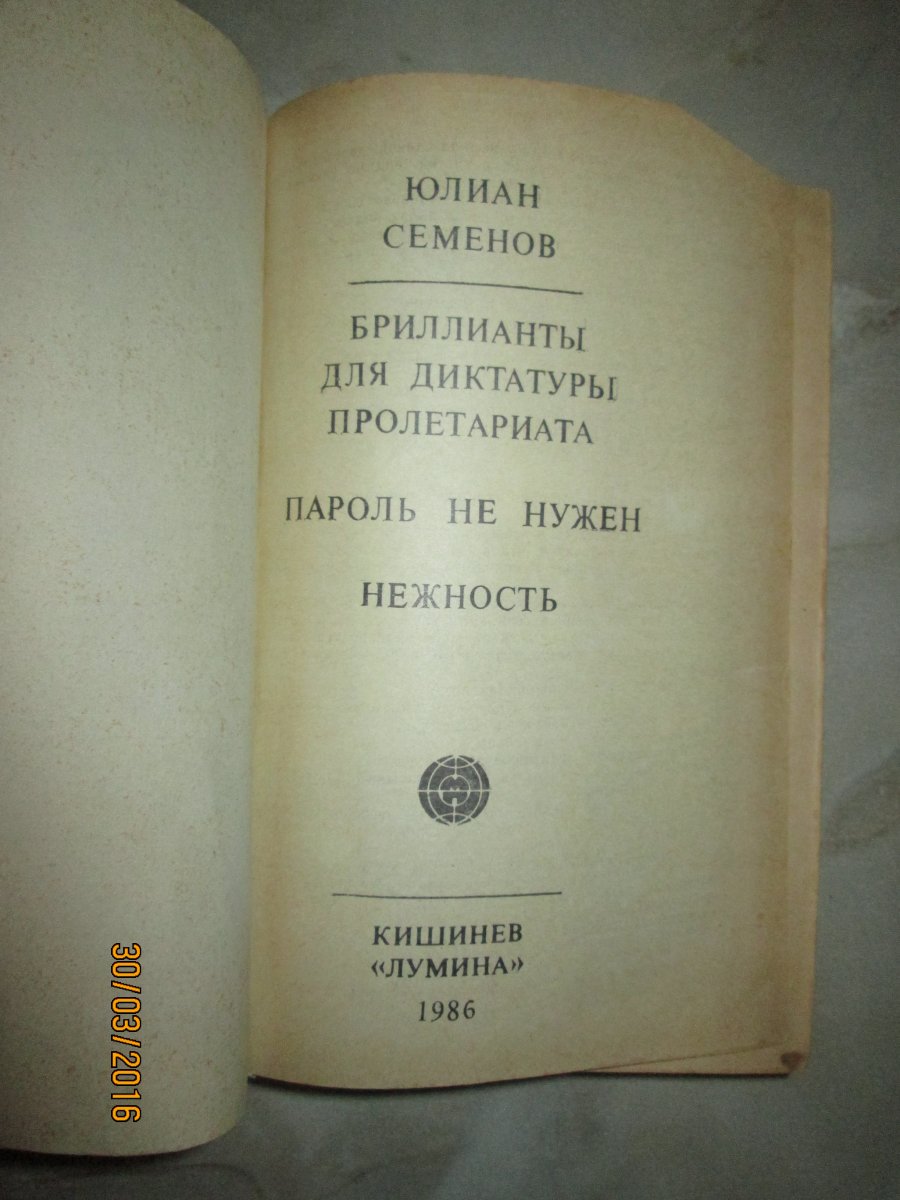 ЮЛИАН
СЕМЕНОВ
БРИЛЛИАНТЫ
ДЛЯ ДИКТАТУРЫ
ПРОЛЕТАРИАТА
ПАРОЛЬ НЕ НУЖЕН
НЕЖНОСТЬ
КИШИНЕВ
«ЛУМИНА»
1986
30/03/2016